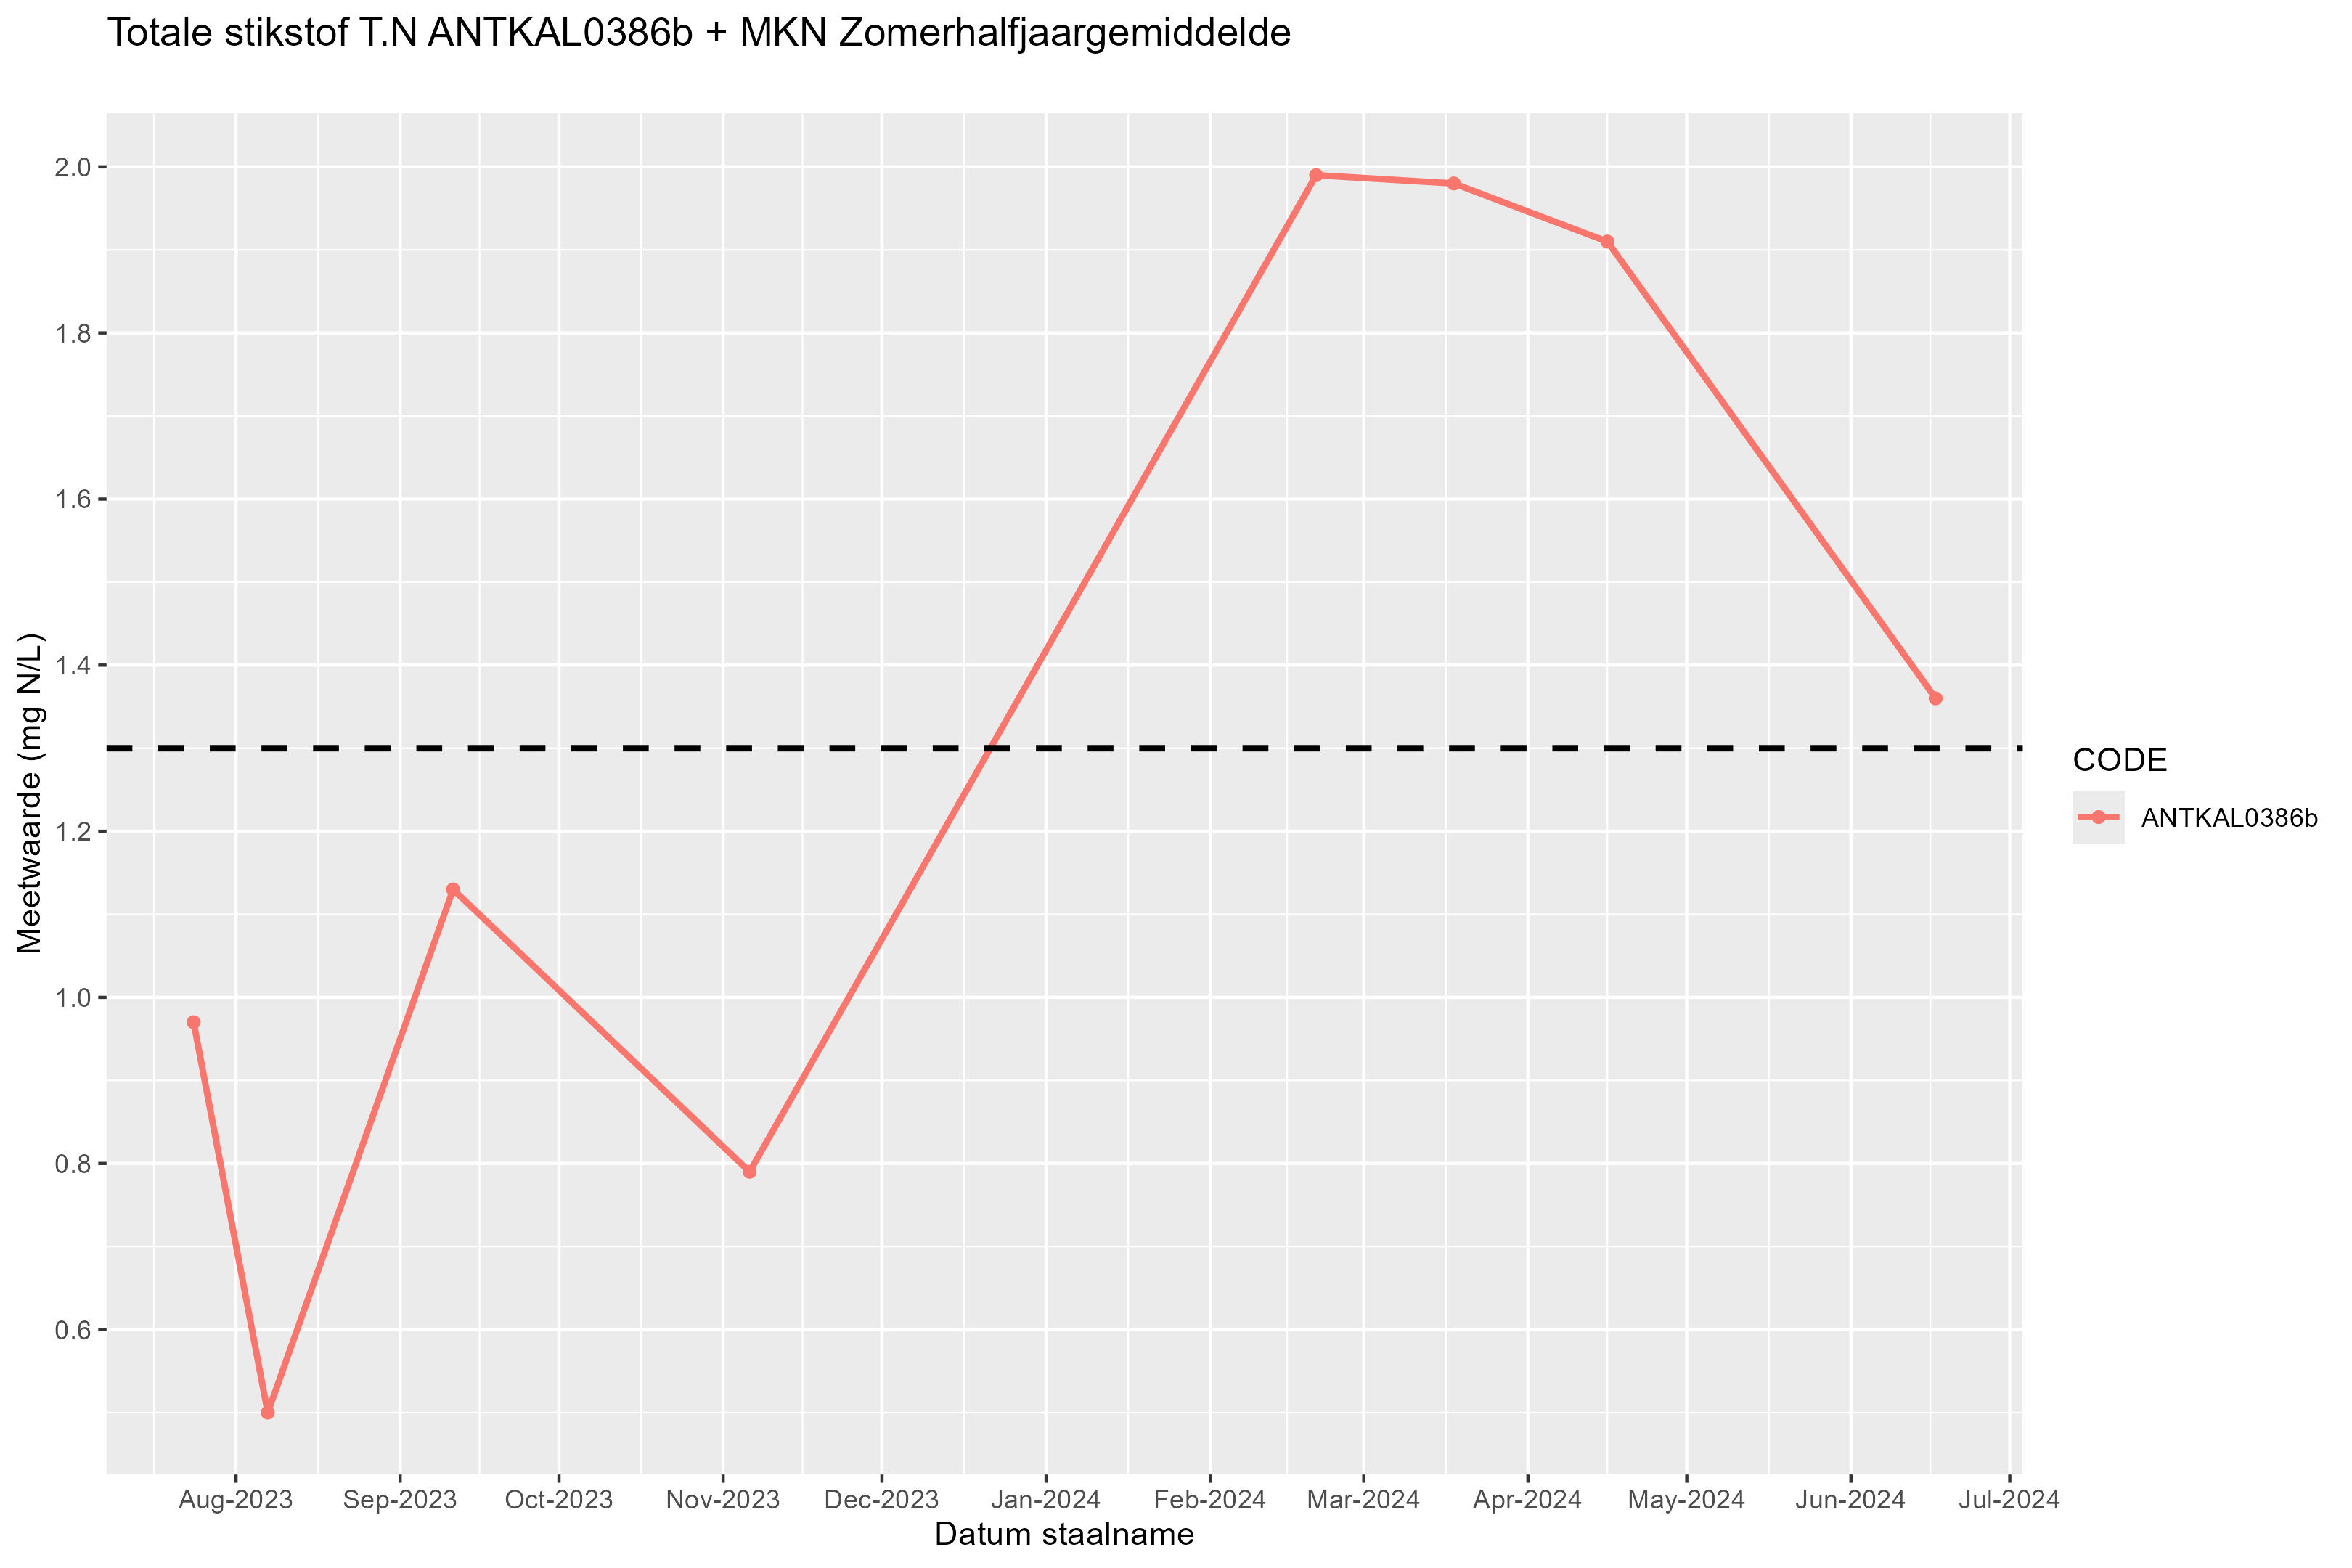 Totale stikstof T.N ANTKAL0386b + MKN Zomerhalfjaargemiddelde
Meetwaarde (mg N/L)
2.0
1.8
1.6
1.4
1.2
1.0
0.8
0.6
Aug-2023 Sep-2023 Oct-2023 Nov-2023 Dec-2023 Jan-2024 Feb-2024 Mar-2024 Apr-2024 May-2024 Jun-2024 Jul-2024
Datum staalname
CODE
ANTKAL0386b